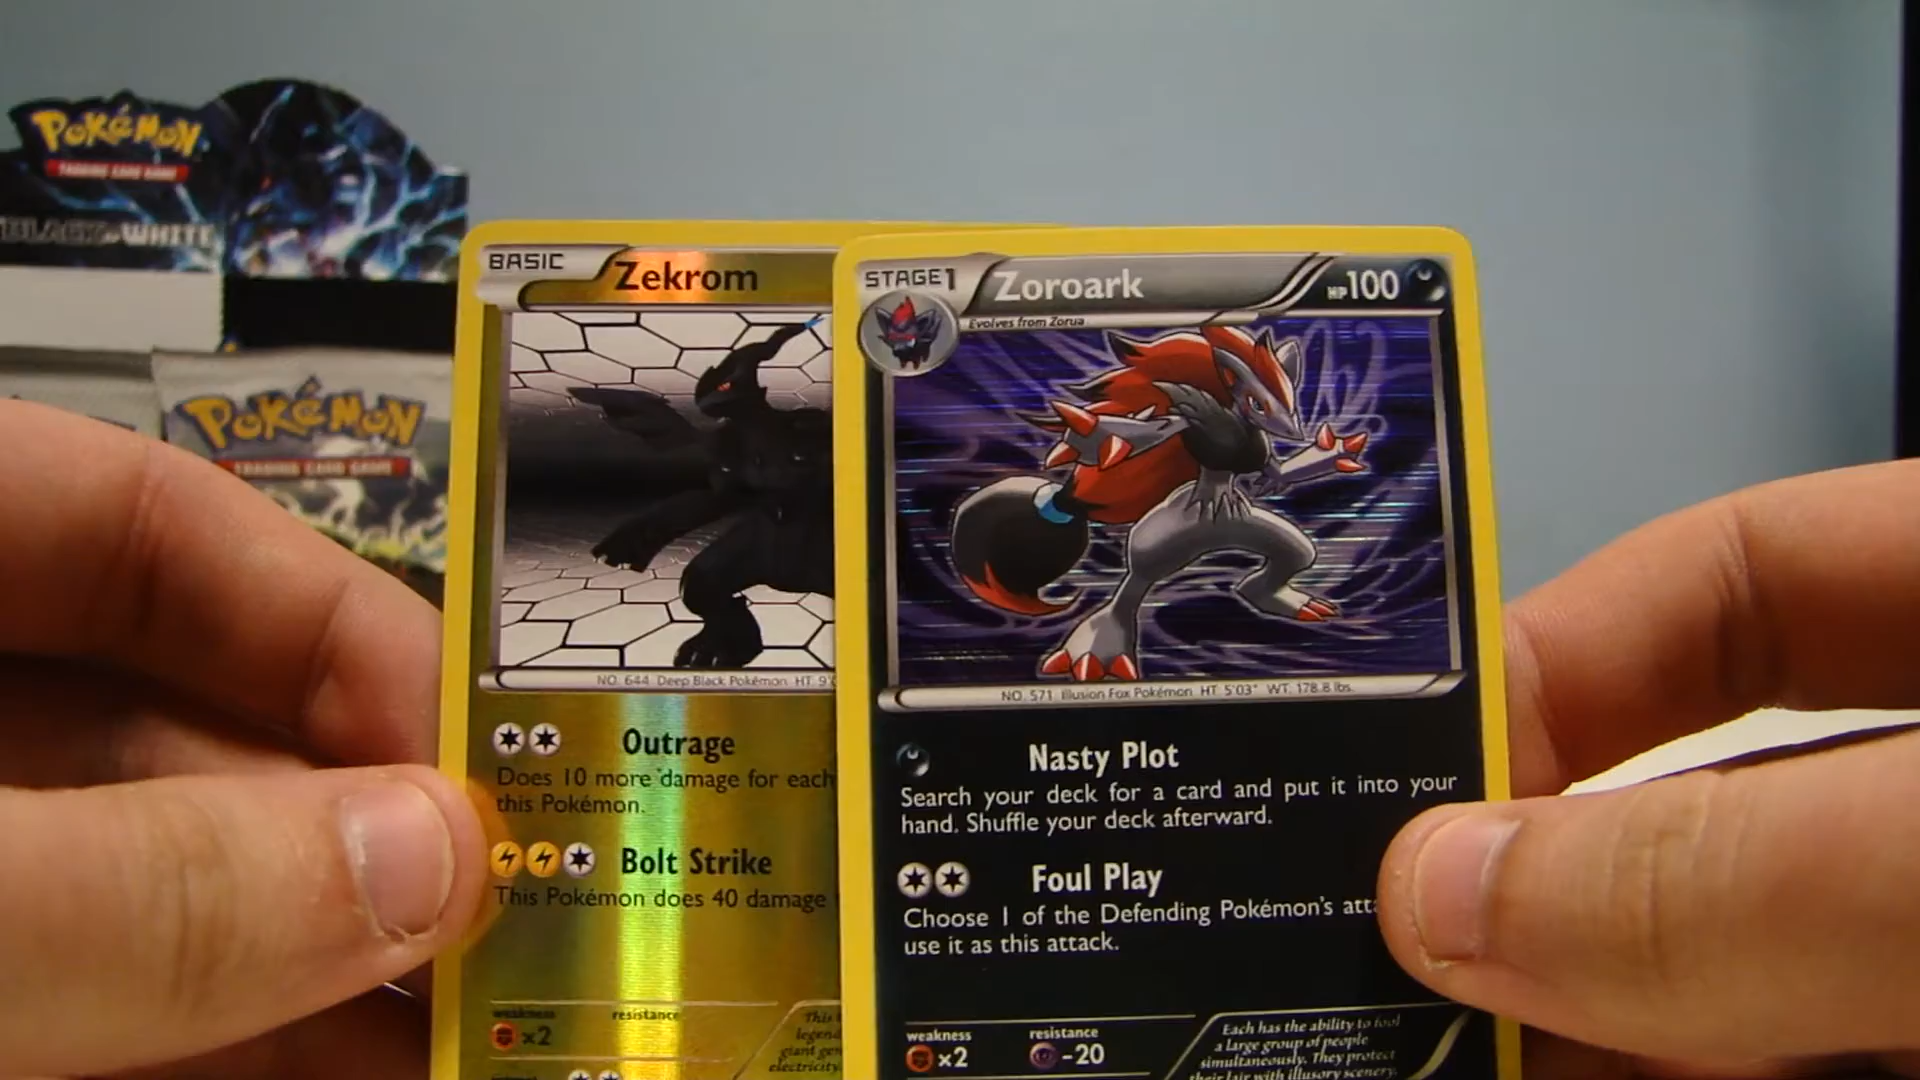 POKéMON
TRADING CARD GAME
BLACK & WHITE
POKéMON
TRADING CARD GAME
BASIC
Zekrom
NO. 644 Deep Black Pokémon HT: 9'0
Outrage
Does 10 more damage for each
this Pokémon.
Bolt Strike
This Pokémon does 40 damage
weakness
resistance
×2
This
legend
giant gen
electricity.
STAGE1
Zoroark
HP100
Evolves from Zorua
NO. 571 Illusion Fox Pokémon HT: 5'03" WT: 178.8 lbs.
Nasty Plot
Search your deck for a card and put it into your
hand. Shuffle your deck afterward.
Foul Play
Choose 1 of the Defending Pokémon's atta
use it as this attack.
weakness
resistance
×2
-20
Each has the ability to fool
a large group of people
simultaneously. They protect
their lair with illusory scenery.